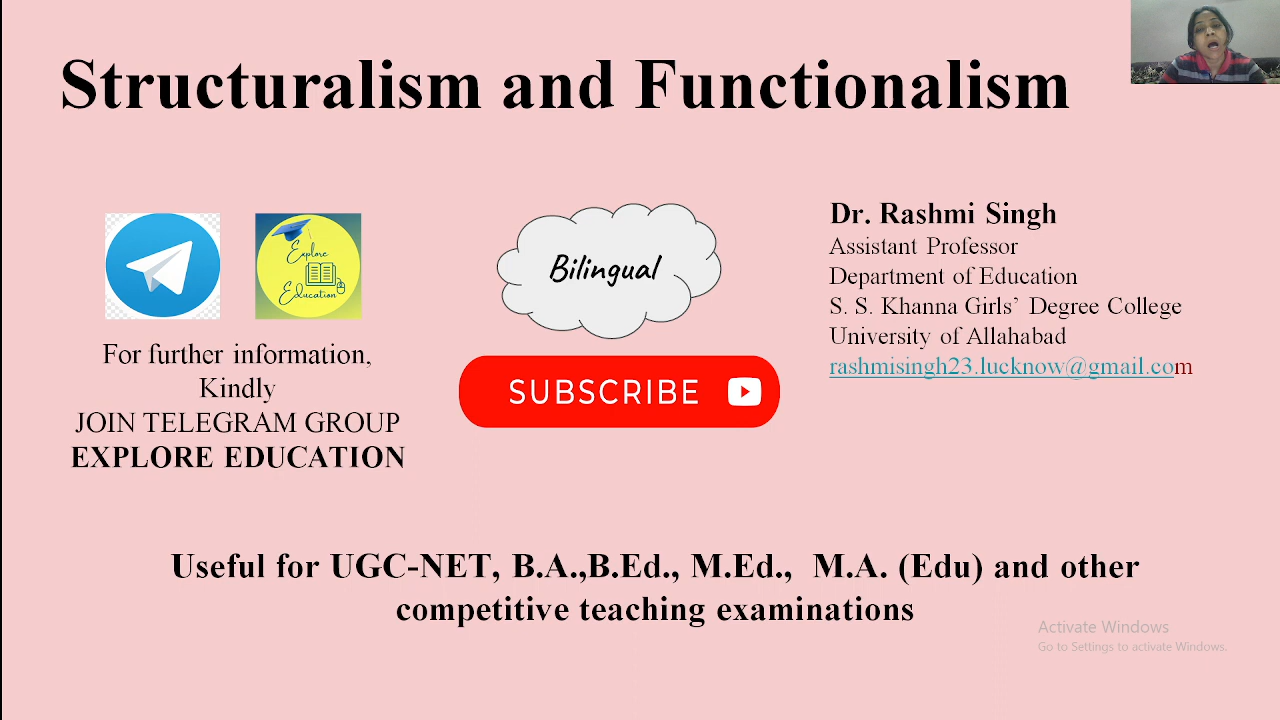 Structuralism and Functionalism
Explore
Education
For further information,
Kindly
JOIN TELEGRAM GROUP
EXPLORE EDUCATION
Bilingual
SUBSCRIBE
Dr. Rashmi Singh
Assistant Professor
Department of Education
S. S. Khanna Girls’ Degree College
University of Allahabad
rashmisingh23.lucknow@gmail.com
Useful for UGC-NET, B.A.,B.Ed., M.Ed., M.A. (Edu) and other
competitive teaching examinations
Activate Windows
Go to Settings to activate Windows.